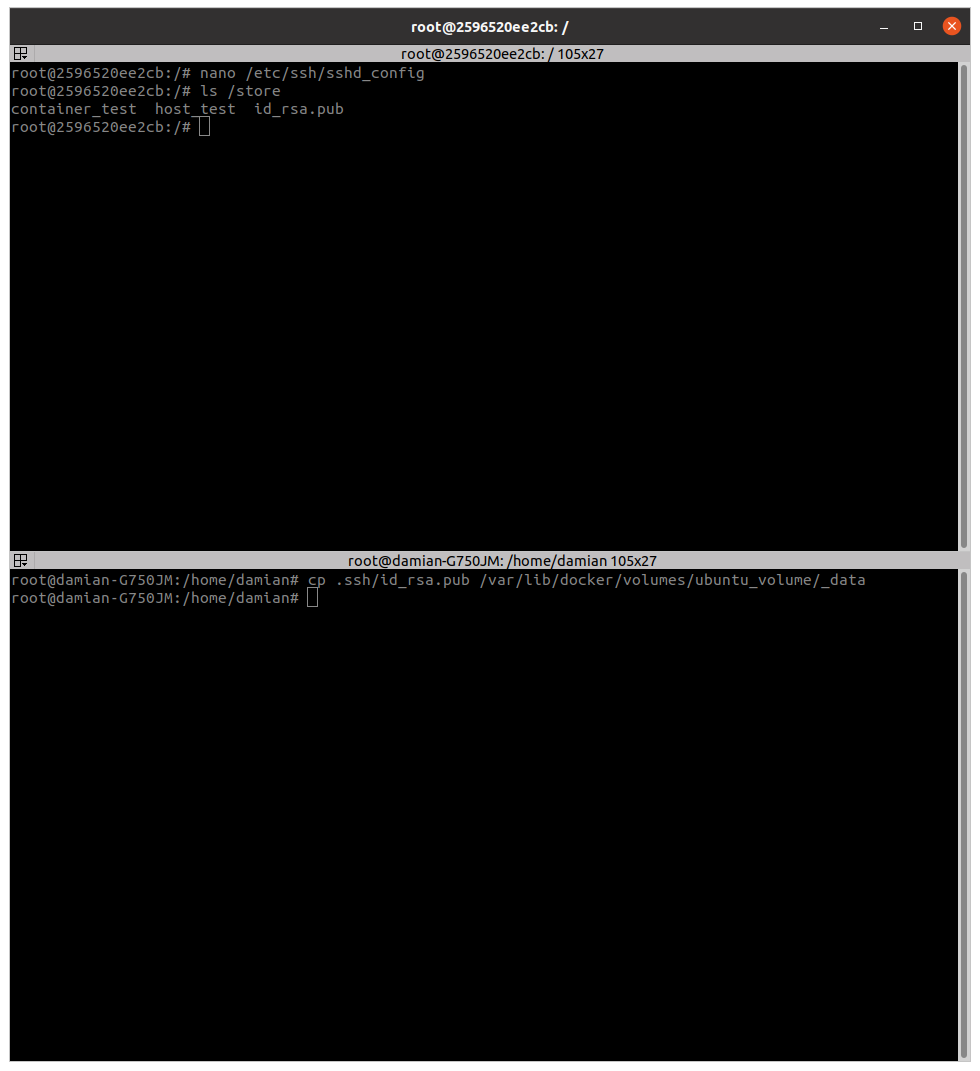 root@2596520ee2cb: /
root@2596520ee2cb: / 105x27
root@2596520ee2cb:/# nano /etc/ssh/sshd_config
root@2596520ee2cb:/# ls /store
container_test  host_test  id_rsa.pub
root@2596520ee2cb:/#
root@damian-G750JM: /home/damian 105x27
root@damian-G750JM:/home/damian# cp .ssh/id_rsa.pub /var/lib/docker/volumes/ubuntu_volume/_data
root@damian-G750JM:/home/damian#